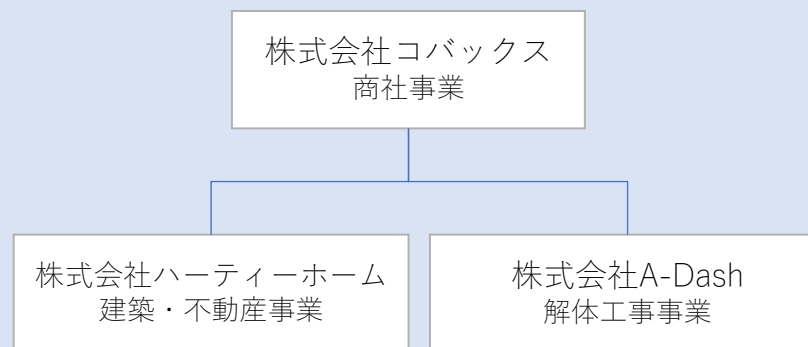 株式会社コバックス
商社事業
株式会社ハーティーホーム
建築・不動産事業
株式会社A-Dash
解体工事事業